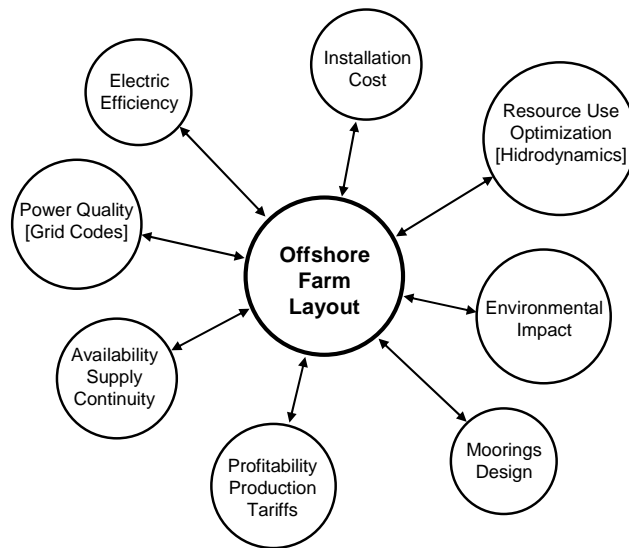 Installation
Cost
Electric
Efficiency
Resource Use
Optimization
[Hidrodynamics]
Power Quality
[Grid Codes]
Offshore
Farm
Layout
Environmental
Impact
Availability
Supply
Continuity
Moorings
Design
Profitability
Production
Tariffs